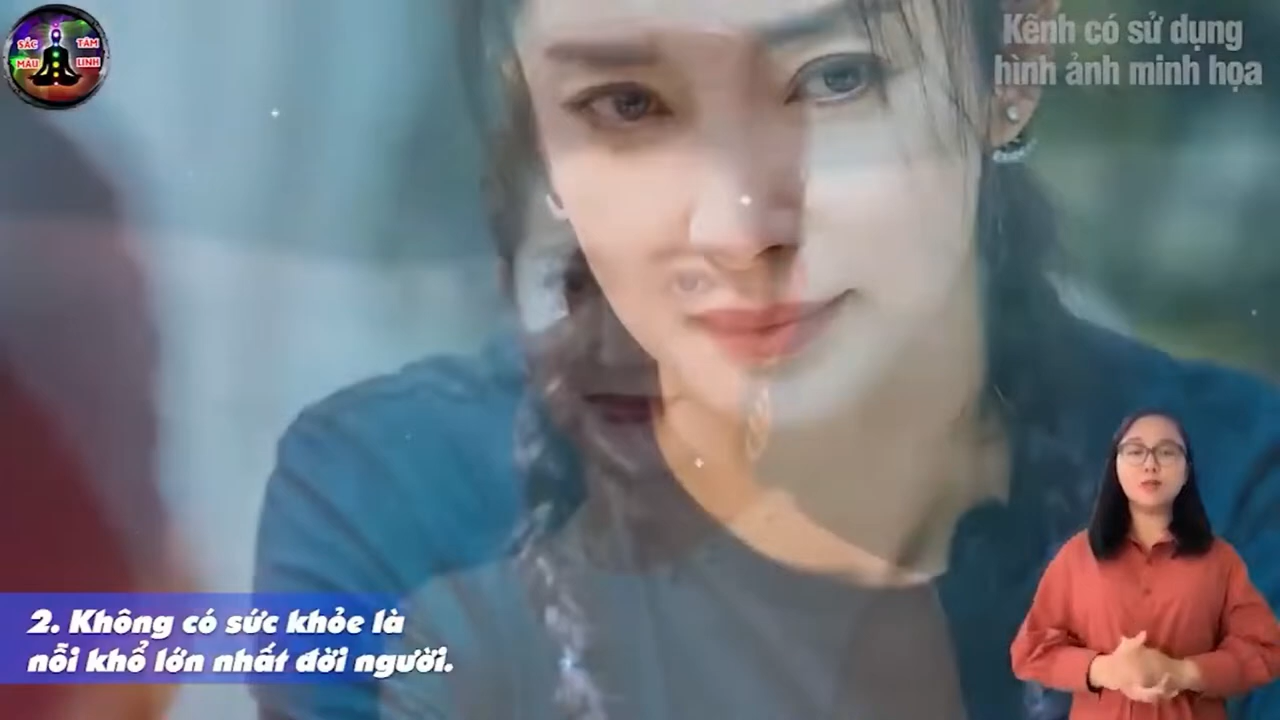 SẮC TÂM
MÀU LINH
Kênh có sử dụng
hình ảnh minh họa
2. Không có sức khỏe là
nỗi khổ lớn nhất đời người.